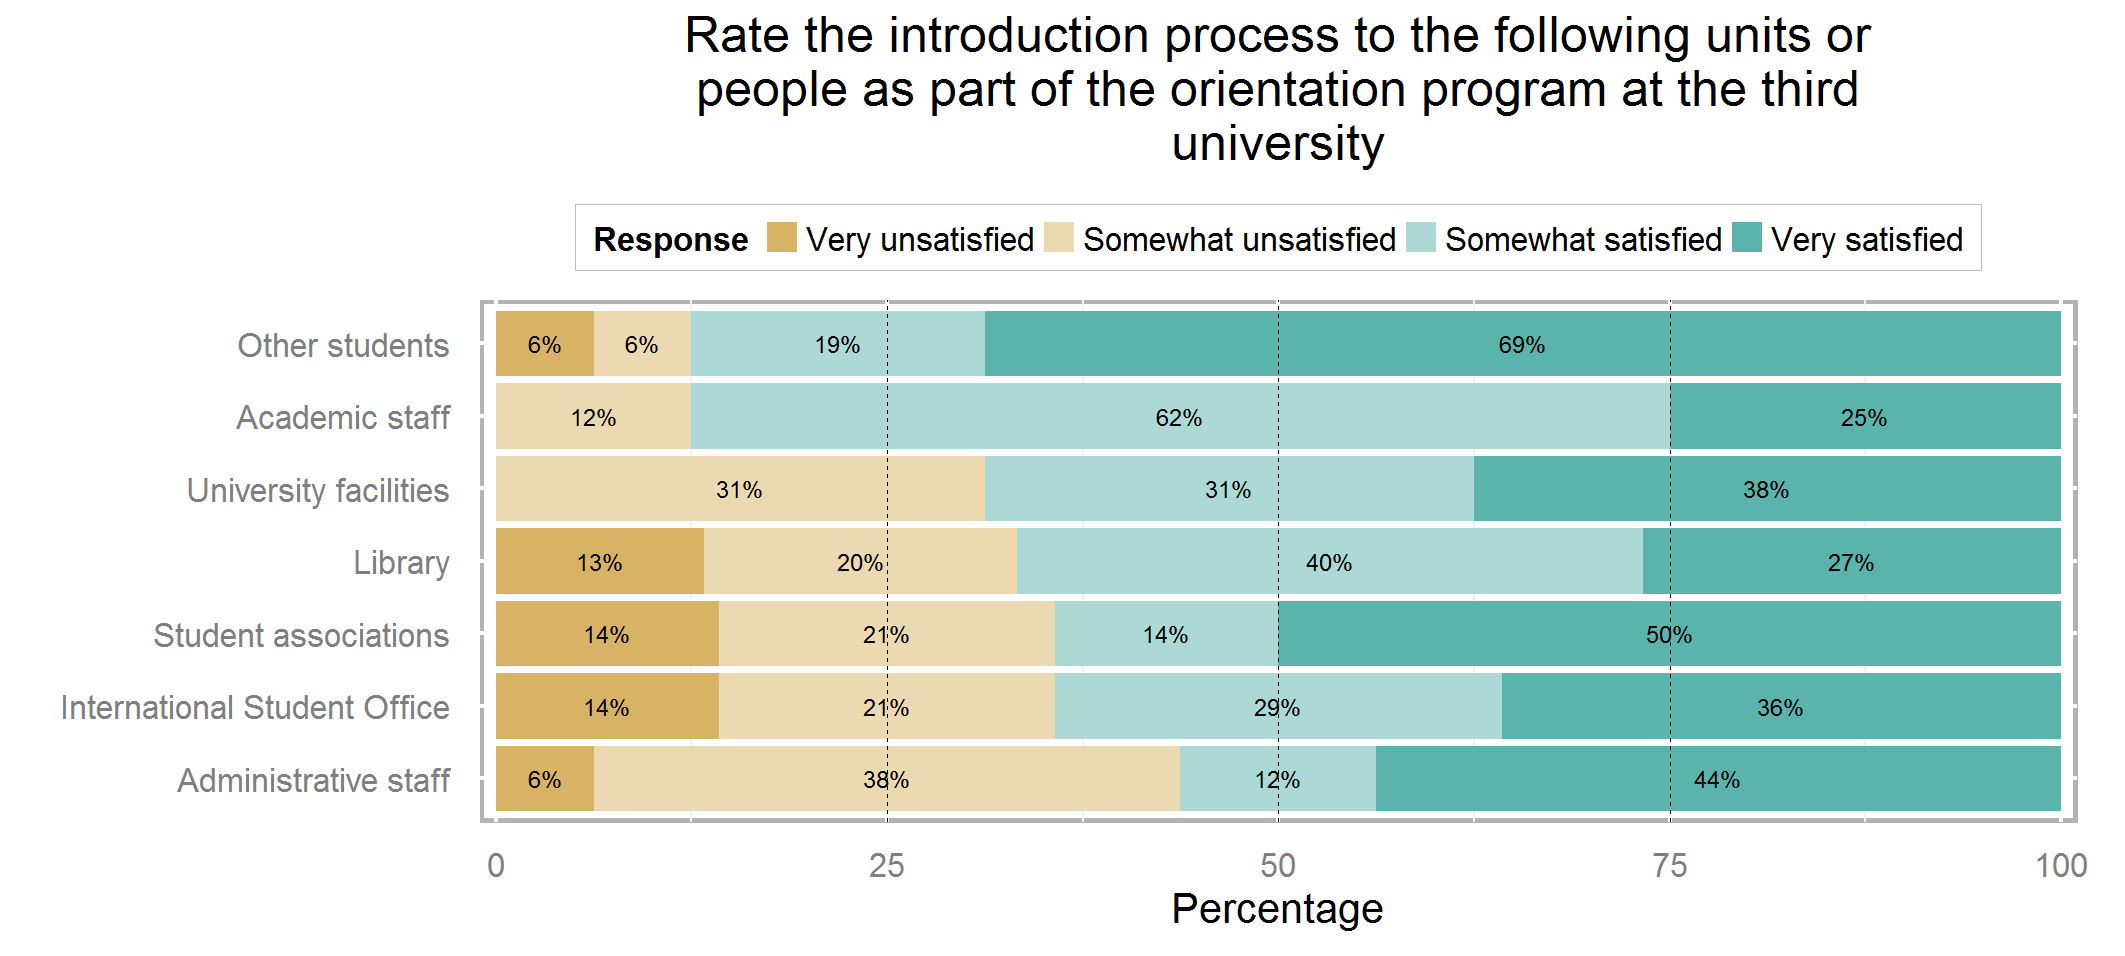 Rate the introduction process to the following units or
people as part of the orientation program at the third
university
Response Very unsatisfied Somewhat unsatisfied Somewhat satisfied Very satisfied
Other students 6% 6% 19% 69%
Academic staff 12% 62% 25%
University facilities 31% 31% 38%
Library 13% 20% 40% 27%
Student associations 14% 21% 14% 50%
International Student Office 14% 21% 29% 36%
Administrative staff 6% 38% 12% 44%
0 25 50 75 100
Percentage